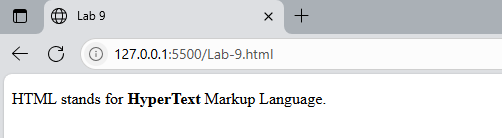 Lab 9
127.0.0.1:5500/Lab-9.html
HTML stands for HyperText Markup Language.